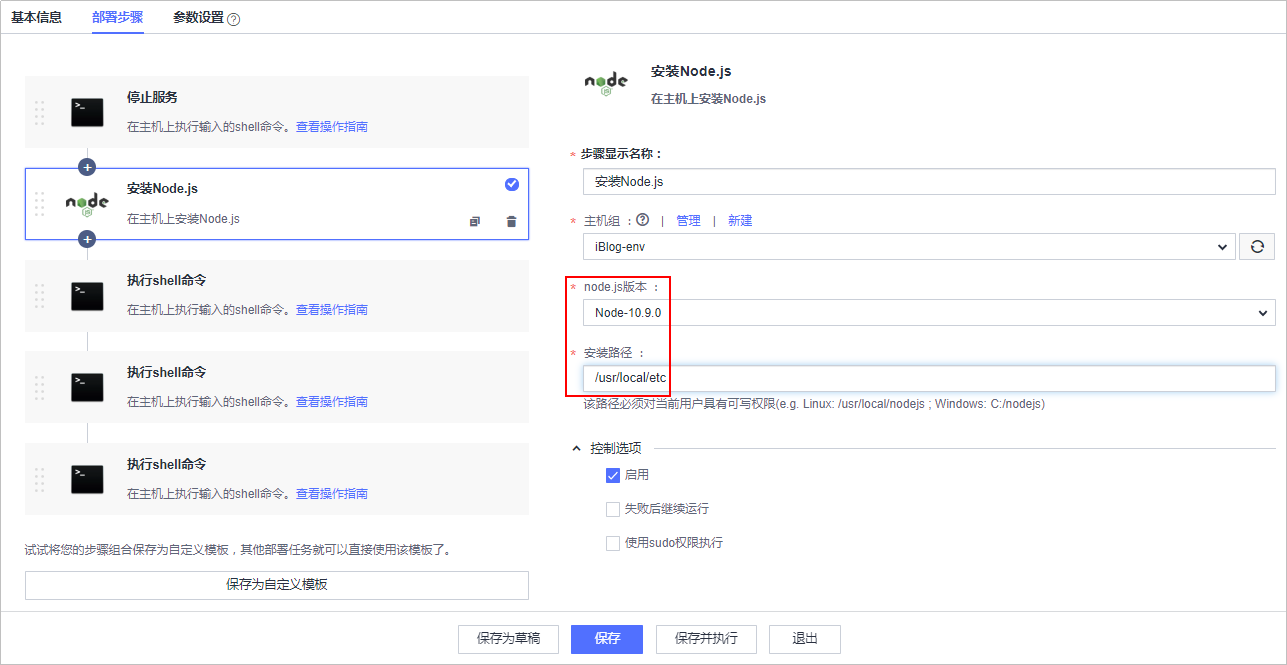 基本信息 部署步骤 参数设置 ?
停止服务
在主机上执行输入的shell命令。查看操作指南
node
JS
安装Node.js
在主机上安装Node.js
执行shell命令
在主机上执行输入的shell命令。查看操作指南
执行shell命令
在主机上执行输入的shell命令。查看操作指南
执行shell命令
在主机上执行输入的shell命令。查看操作指南
试试将您的步骤组合保存为自定义模板，其他部署任务就可以直接使用该模板了。
保存为自定义模板
node
JS
安装Node.js
在主机上安装Node.js
* 步骤显示名称：
安装Node.js
* 主机组 ：? | 管理 | 新建
iBlog-env
* node.js版本 ：
Node-10.9.0
* 安装路径 ：
/usr/local/etc
该路径必须对当前用户具有可写权限(e.g. Linux: /usr/local/nodejs ; Windows: C:/nodejs)
控制选项
启用
失败后继续运行
使用sudo权限执行
保存为草稿 保存 保存并执行 退出